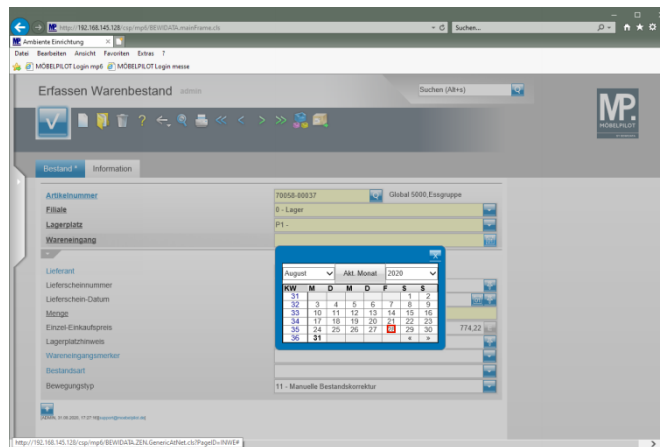 http://192.168.145.128/csp/mp6/BEWIDATA.mainFrame.cls
Suchen...
Ambiente Einrichtung
Datei Bearbeiten Ansicht Favoriten Extras ?
MÖBELPILOT Login mp6 MÖBELPILOT Login messe
Erfassen Warenbestand admin
Suchen (Alt+s)
MP.
MÖBELPILOT
Bestand * Information
Artikelnummer 70058-00837 Global 5000,Essgruppe
Filiale 0 - Lager
Lagerplatz P1 -
Wareneingang
Lieferant
Lieferscheinnummer
Lieferschein-Datum
Menge
Einzel-Einkaufspreis 774,22
Lagerplatzhinweis
Wareneingangsmerker
Bestandsart
Bewegungstyp 11 - Manuelle Bestandskorrektur
August Akt. Monat 2020
KW M D M D F S S
31 1 2
32 3 4 5 6 7 8 9
33 10 11 12 13 14 15 16
34 17 18 19 20 21 22 23
35 24 25 26 27 29 30
36 31 « »
http://192.168.145.128/csp/mp6/BEWIDATA.ZEN.GenericAtNet.cls?PageID=INWE#